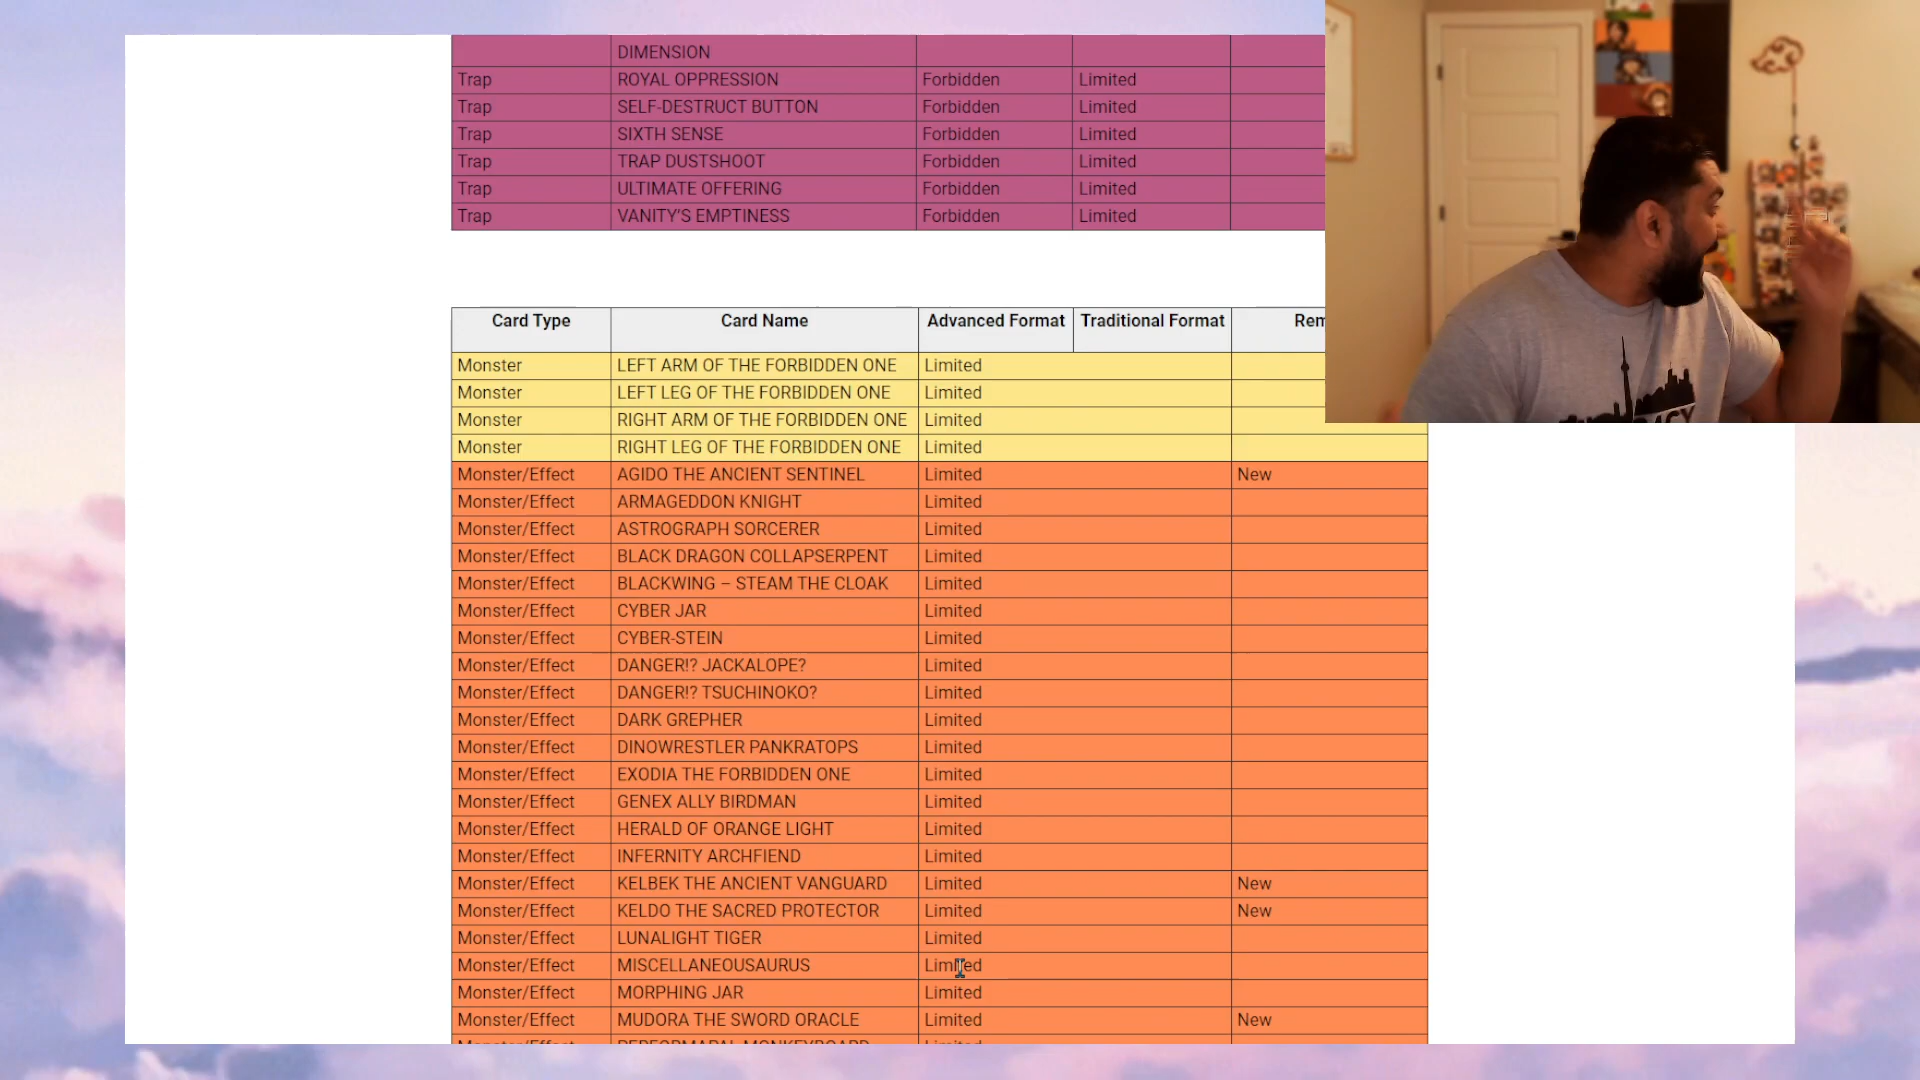 DIMENSION
Trap ROYAL OPPRESSION Forbidden Limited
Trap SELF-DESTRUCT BUTTON Forbidden Limited
Trap SIXTH SENSE Forbidden Limited
Trap TRAP DUSTSHOOT Forbidden Limited
Trap ULTIMATE OFFERING Forbidden Limited
Trap VANITY'S EMPTINESS Forbidden Limited
Card Type Card Name Advanced Format Traditional Format Rem
Monster LEFT ARM OF THE FORBIDDEN ONE Limited
Monster LEFT LEG OF THE FORBIDDEN ONE Limited
Monster RIGHT ARM OF THE FORBIDDEN ONE Limited
Monster RIGHT LEG OF THE FORBIDDEN ONE Limited
Monster/Effect AGIDO THE ANCIENT SENTINEL Limited New
Monster/Effect ARMAGEDDON KNIGHT Limited
Monster/Effect ASTROGRAPH SORCERER Limited
Monster/Effect BLACK DRAGON COLLAPSERPENT Limited
Monster/Effect BLACKWING – STEAM THE CLOAK Limited
Monster/Effect CYBER JAR Limited
Monster/Effect CYBER-STEIN Limited
Monster/Effect DANGER!? JACKALOPE? Limited
Monster/Effect DANGER!? TSUCHINOKO? Limited
Monster/Effect DARK GREPHER Limited
Monster/Effect DINOWRESTLER PANKRATOPS Limited
Monster/Effect EXODIA THE FORBIDDEN ONE Limited
Monster/Effect GENEX ALLY BIRDMAN Limited
Monster/Effect HERALD OF ORANGE LIGHT Limited
Monster/Effect INFERNITY ARCHFIEND Limited
Monster/Effect KELBEK THE ANCIENT VANGUARD Limited New
Monster/Effect KELDO THE SACRED PROTECTOR Limited New
Monster/Effect LUNALIGHT TIGER Limited
Monster/Effect MISCELLANEOUSAURUS Limited
Monster/Effect MORPHING JAR Limited
Monster/Effect MUDORA THE SWORD ORACLE Limited New